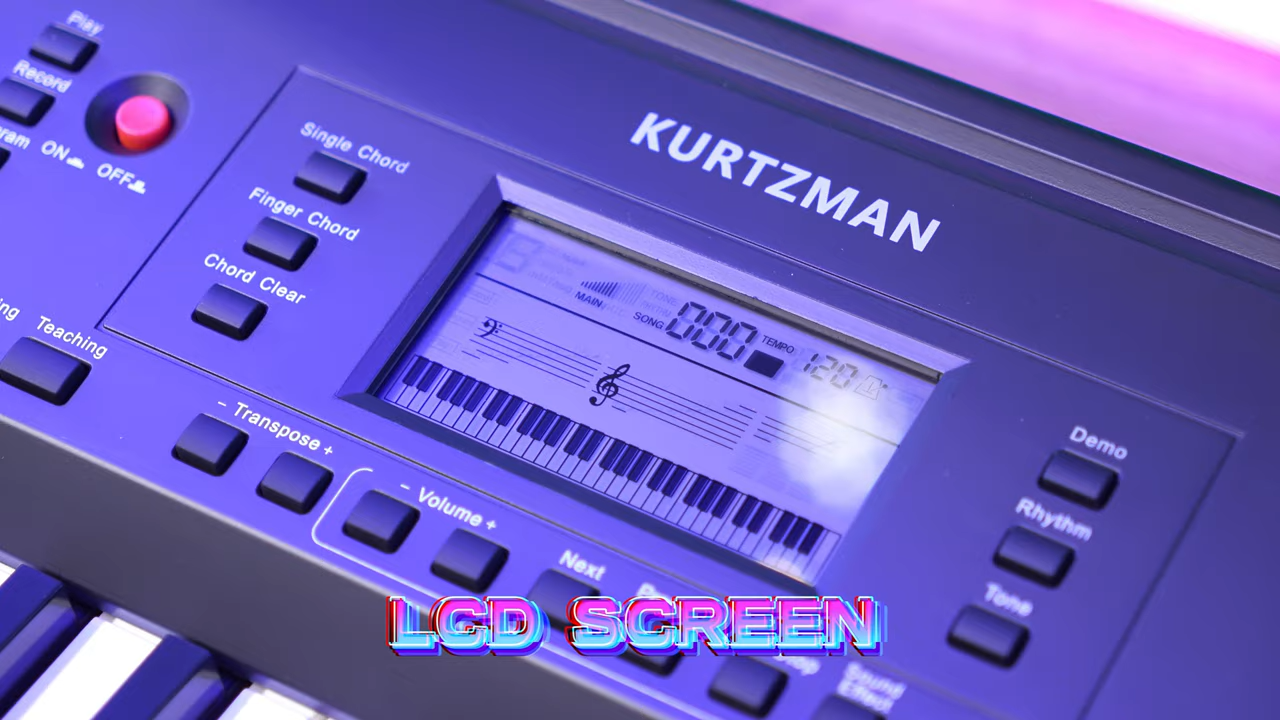 Play
Record
ON
OFF
Single Chord
Finger Chord
Chord Clear
Teaching
- Transpose +
- Volume +
Next
KURTZMAN
MAIN
SONG
000
TEMPO
120
Demo
Rhythm
Tone
Sound
Effect
LCD SCREEN